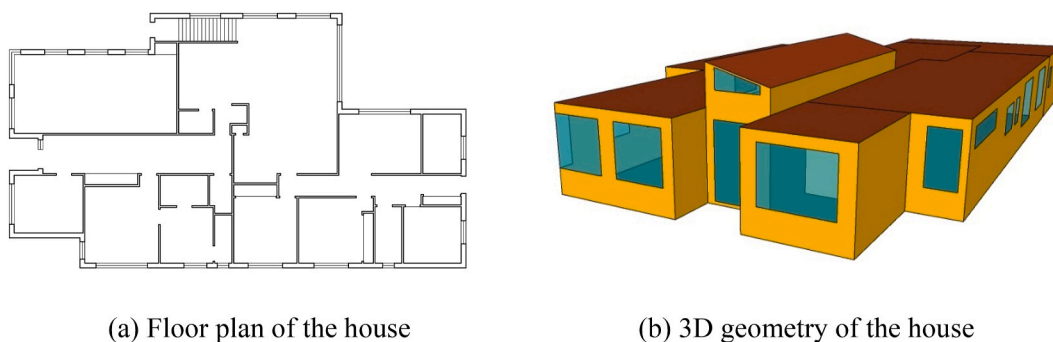 (a) Floor plan of the house
(b) 3D geometry of the house